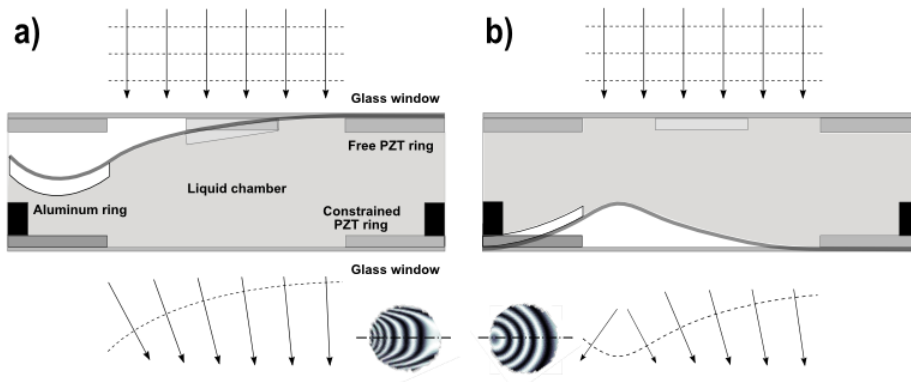 a)
b)
Glass window
Free PZT ring
Liquid chamber
Aluminum ring
Constrained
PZT ring
Glass window